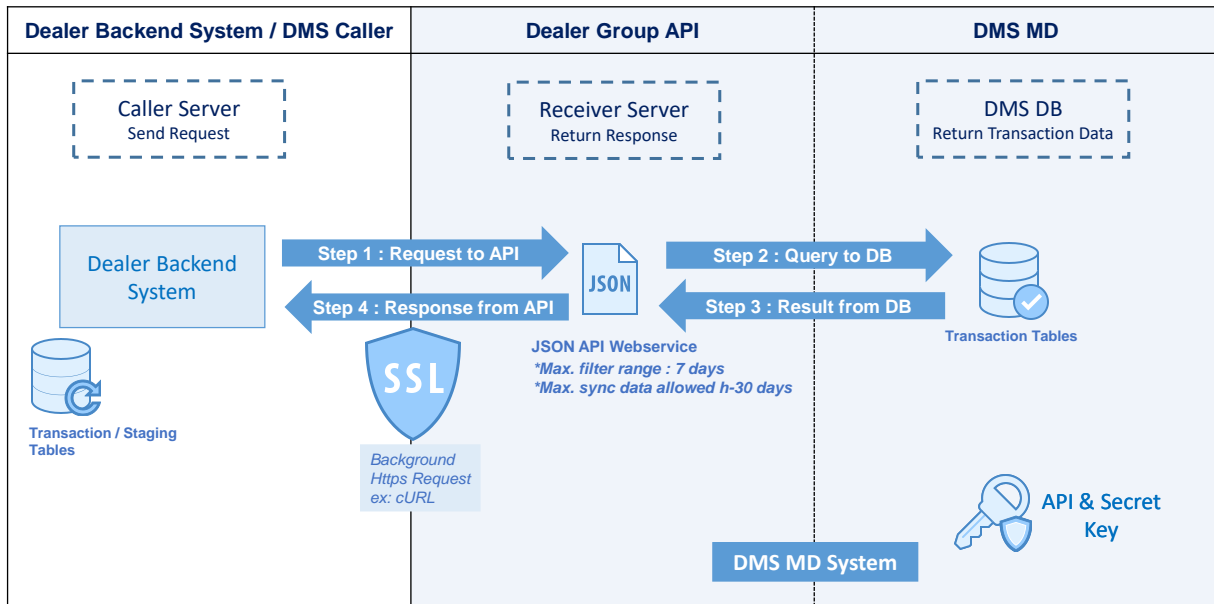 Dealer Backend System / DMS Caller
Dealer Group API
DMS MD
Caller Server
Send Request
Receiver Server
Return Response
DMS DB
Return Transaction Data
Dealer Backend
System
Step 1 : Request to API
Step 4 : Response from API
JSON
Step 2 : Query to DB
Step 3 : Result from DB
Transaction Tables
JSON API Webservice
*Max. filter range : 7 days
*Max. sync data allowed h-30 days
SSL
Transaction / Staging
Tables
Background
Https Request
ex: cURL
API & Secret
Key
DMS MD System